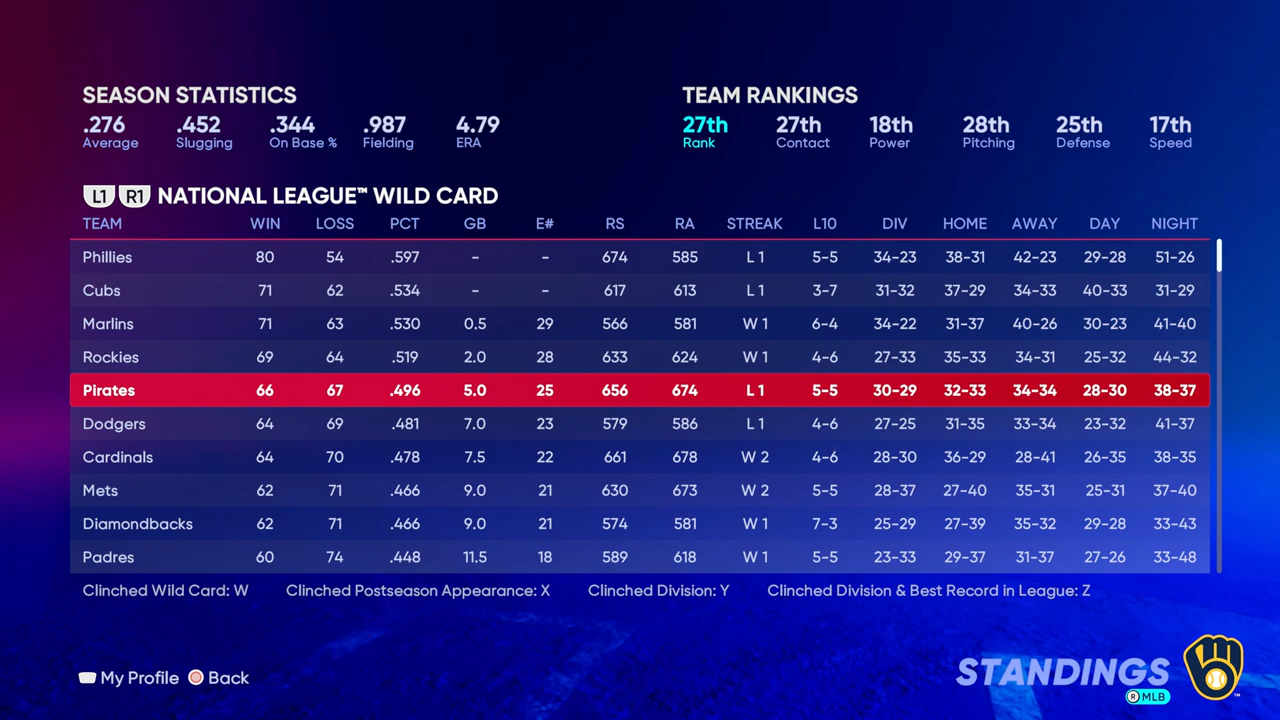 SEASON STATISTICS TEAM RANKINGS
.276 .452 .344 .987 4.79 27th 27th 18th 28th 25th 17th
Average Slugging On Base % Fielding ERA Rank Contact Power Pitching Defense Speed
L1 R1 NATIONAL LEAGUE™ WILD CARD
TEAM WIN LOSS PCT GB E# RS RA STREAK L10 DIV HOME AWAY DAY NIGHT
Phillies 80 54 .597 - - 674 585 L 1 5-5 34-23 38-31 42-23 29-28 51-26
Cubs 71 62 .534 - - 617 613 L 1 3-7 31-32 37-29 34-33 40-33 31-29
Marlins 71 63 .530 0.5 29 566 581 W 1 6-4 34-22 31-37 40-26 30-23 41-40
Rockies 69 64 .519 2.0 28 633 624 W 1 4-6 27-33 35-33 34-31 25-32 44-32
Pirates 66 67 .496 5.0 25 656 674 L 1 5-5 30-29 32-33 34-34 28-30 38-37
Dodgers 64 69 .481 7.0 23 579 586 L 1 4-6 27-25 31-35 33-34 23-32 41-37
Cardinals 64 70 .478 7.5 22 661 678 W 2 4-6 28-30 36-29 28-41 26-35 38-35
Mets 62 71 .466 9.0 21 630 673 W 2 5-5 28-37 27-40 35-31 25-31 37-40
Diamondbacks 62 71 .466 9.0 21 574 581 W 1 7-3 25-29 27-39 35-32 29-28 33-43
Padres 60 74 .448 11.5 18 589 618 W 1 5-5 23-33 29-37 31-37 27-26 33-48
Clinched Wild Card: W Clinched Postseason Appearance: X Clinched Division: Y Clinched Division & Best Record in League: Z
My Profile Back STANDINGS
R MLB